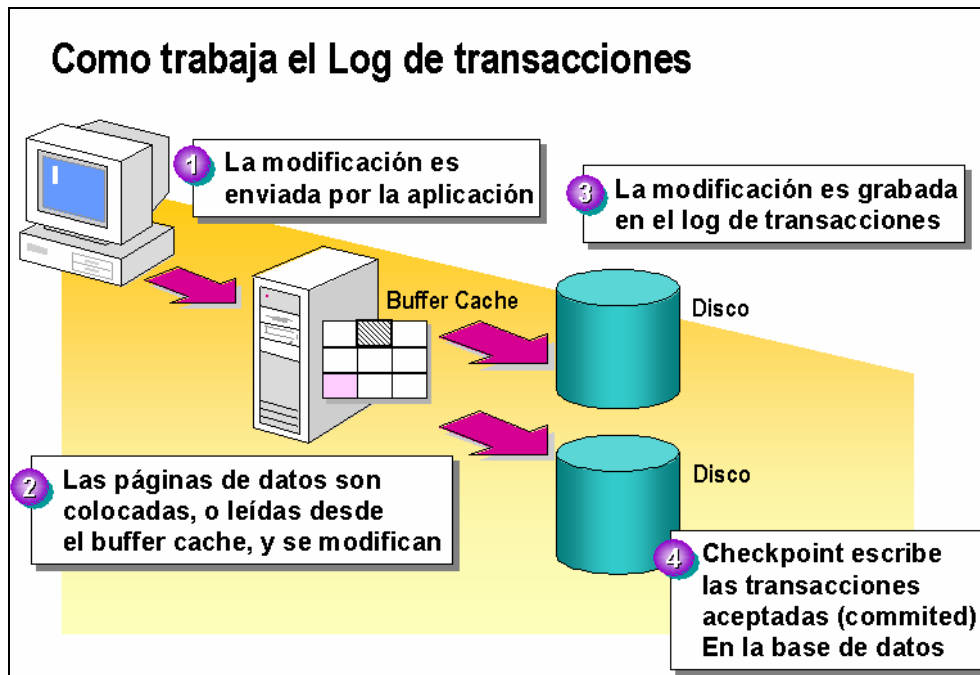 Como trabaja el Log de transacciones
1
La modificación es
enviada por la aplicación
3
La modificación es grabada
en el log de transacciones
Buffer Cache
Disco
2
Las páginas de datos son
colocadas, o leídas desde
el buffer cache, y se modifican
Disco
4
Checkpoint escribe
las transacciones
aceptadas (commited)
En la base de datos